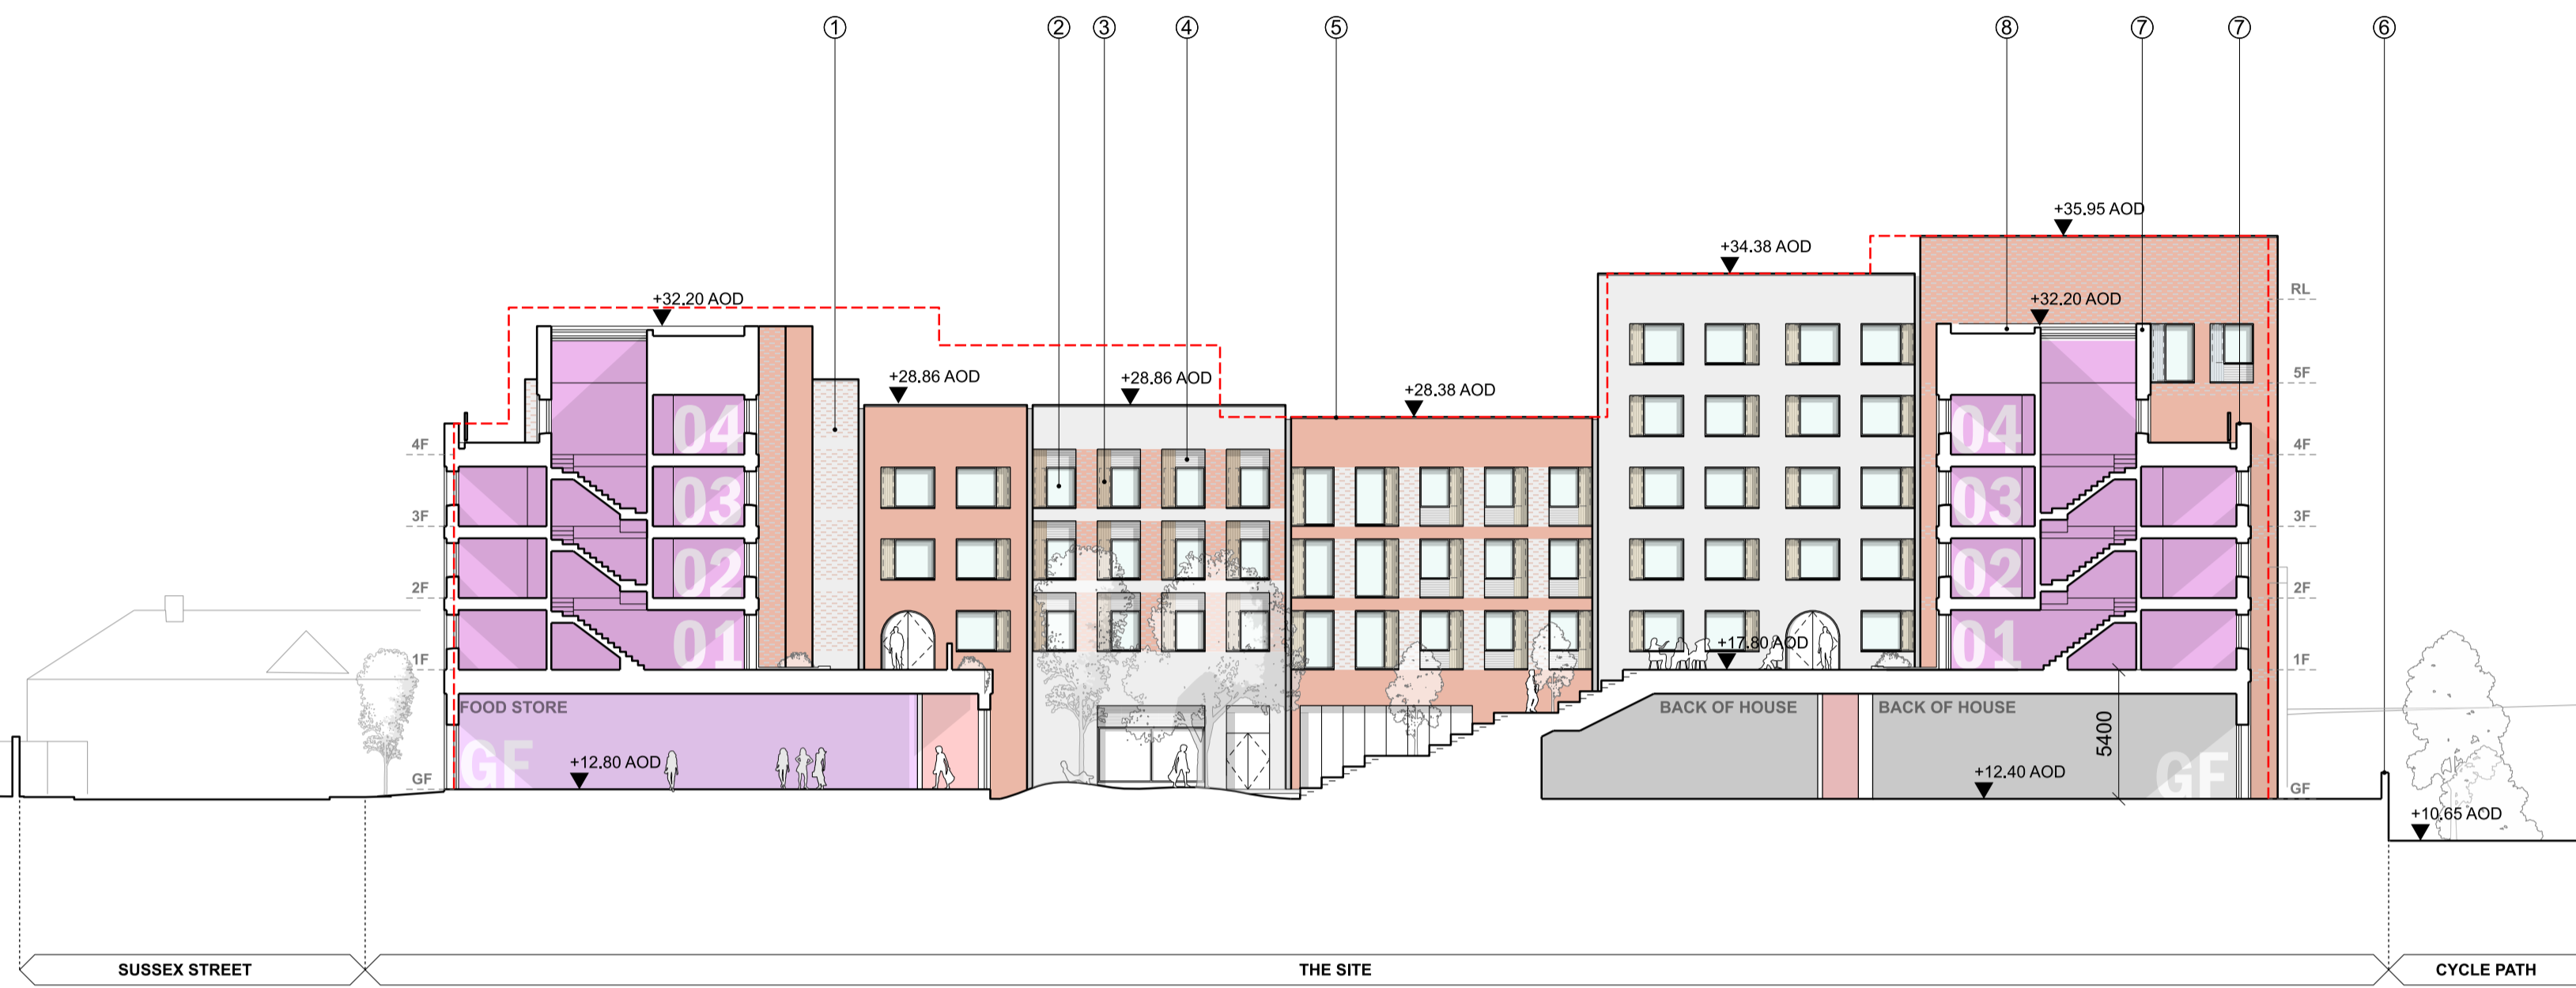 1 2 3 4 5 8 7 7 6
+35.95 AOD
+34.38 AOD
RL
+32.20 AOD
+32.20 AOD
5F
+28.86 AOD
+28.86 AOD
+28.38 AOD
4F
04
04
4F
3F
03
03
3F
2F
02
02
2F
1F
01
+17.80 AOD
01
1F
FOOD STORE
BACK OF HOUSE
BACK OF HOUSE
5400
GF
+12.80 AOD
+12.40 AOD
GF
GF
GF
+10.65 AOD
SUSSEX STREET
THE SITE
CYCLE PATH